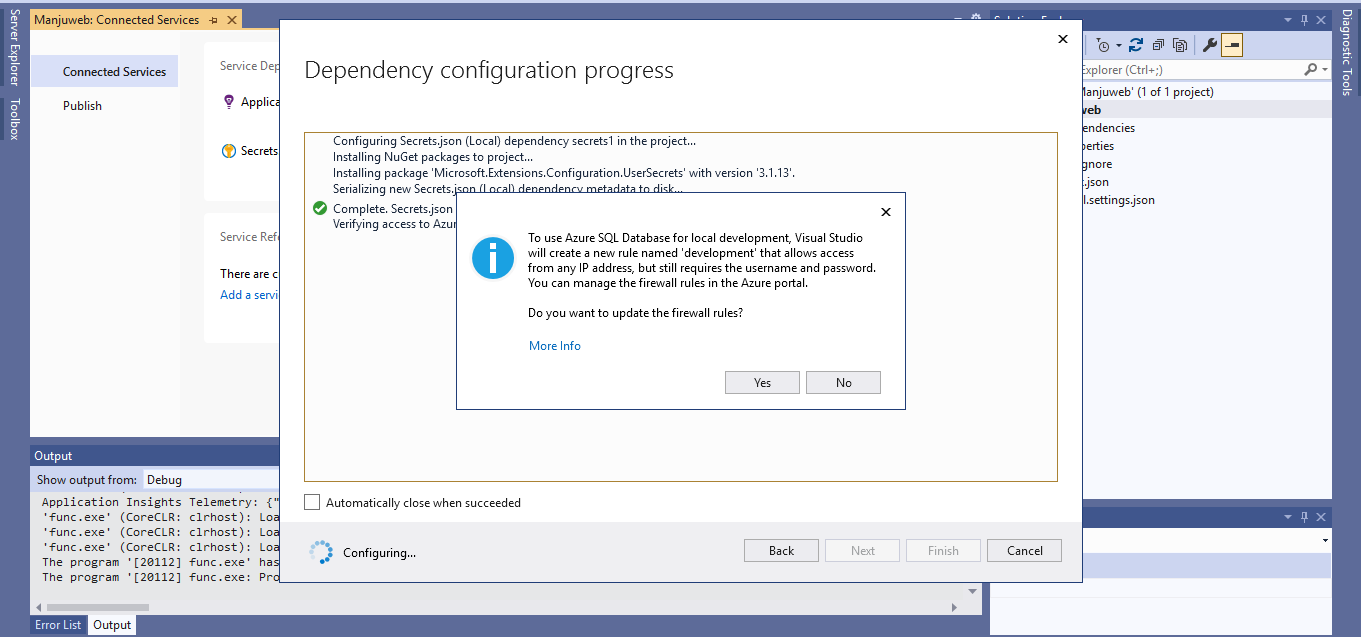 Manjuweb: Connected Services
Server Explorer
Toolbox
Connected Services
Publish
Service Dep
Applica
Secrets
Service Refe
There are c
Add a servi
Dependency configuration progress
Configuring Secrets.json (Local) dependency secrets1 in the project...
Installing NuGet packages to project...
Installing package 'Microsoft.Extensions.Configuration.UserSecrets' with version '3.1.13'.
Serializing new Secrets.json (Local) dependency metadata to disk...
Complete. Secrets.json
Verifying access to Azur
To use Azure SQL Database for local development, Visual Studio
will create a new rule named 'development' that allows access
from any IP address, but still requires the username and password.
You can manage the firewall rules in the Azure portal.
Do you want to update the firewall rules?
More Info
Yes
No
Automatically close when succeeded
Configuring...
Back
Next
Finish
Cancel
Explorer (Ctrl+;)
Manjuweb' (1 of 1 project)
web
endencies
perties
gnore
t.json
l.settings.json
Diagnostic Tools
Output
Show output from:
Debug
Application Insights Telemetry: {"
'func.exe' (CoreCLR: clrhost): Loa
'func.exe' (CoreCLR: clrhost): Loa
'func.exe' (CoreCLR: clrhost): Loa
The program '[20112] func.exe' has
The program '[20112] func.exe: Pro
Error List
Output